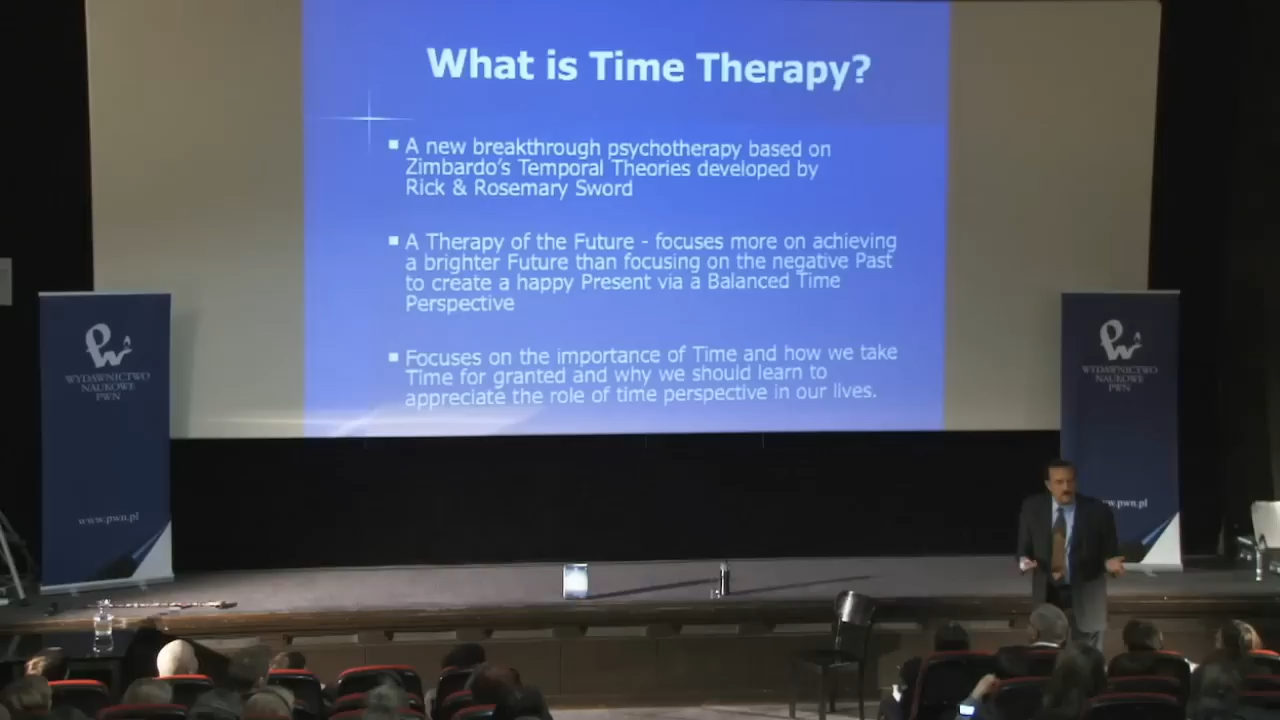 What is Time Therapy?
A new breakthrough psychotherapy based on
Zimbardo's Temporal Theories developed by
Rick & Rosemary Sword
A Therapy of the Future - focuses more on achieving
a brighter Future than focusing on the negative Past
to create a happy Present via a Balanced Time
Perspective
Focuses on the importance of Time and how we take
Time for granted and why we should learn to
appreciate the role of time perspective in our lives.
PW
WYDAWNICTWO
NAUKOWE
PWN
www.pwn.pl
PW
WYDAWNICTWO
NAUKOWE
PWN
www.pwn.pl